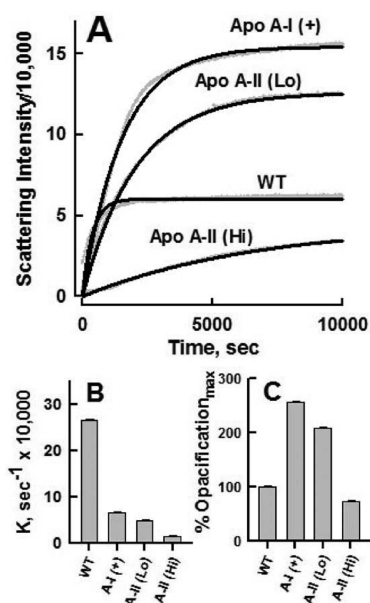 A
Apo A-I (+)
Apo A-II (Lo)
WT
Apo A-II (Hi)
Scattering Intensity/10,000
15
10
5
0
0 5000 10000
Time, sec
B
K, sec-1 x 10,000
30
20
10
0
WT
A-I (+)
A-II (Lo)
A-II (Hi)
C
% Opacificationmax
300
200
100
0
WT
A-I (+)
A-II (Lo)
A-II (Hi)